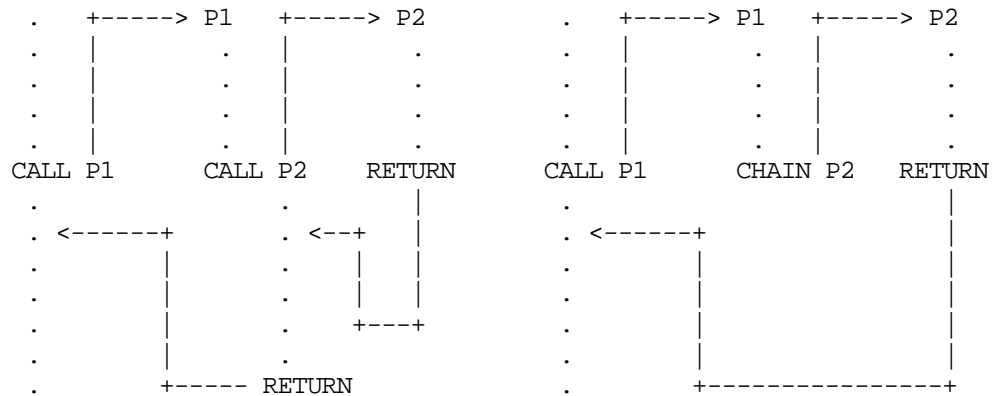 .    +-----> P1   +-----> P2         .    +-----> P1   +----> P2
.    |        .   |        .         .    |        .   |       .
.    |        .   |        .         .    |        .   |       .
.    |        .   |        .         .    |        .   |       .
.    |        .   |        .         .    |        .   |       .
CALL P1      CALL P2    RETURN      CALL P1      CHAIN P2   RETURN
.                 .        |         .                         |
. <------+        . <--+   |         . <------+                |
.        |        .    |   |         .        |                |
.        |        .    |   |         .        |                |
.        |        .    +---+         .        |                |
.        |        .                  .        |                |
.        +----- RETURN               .        +----------------+